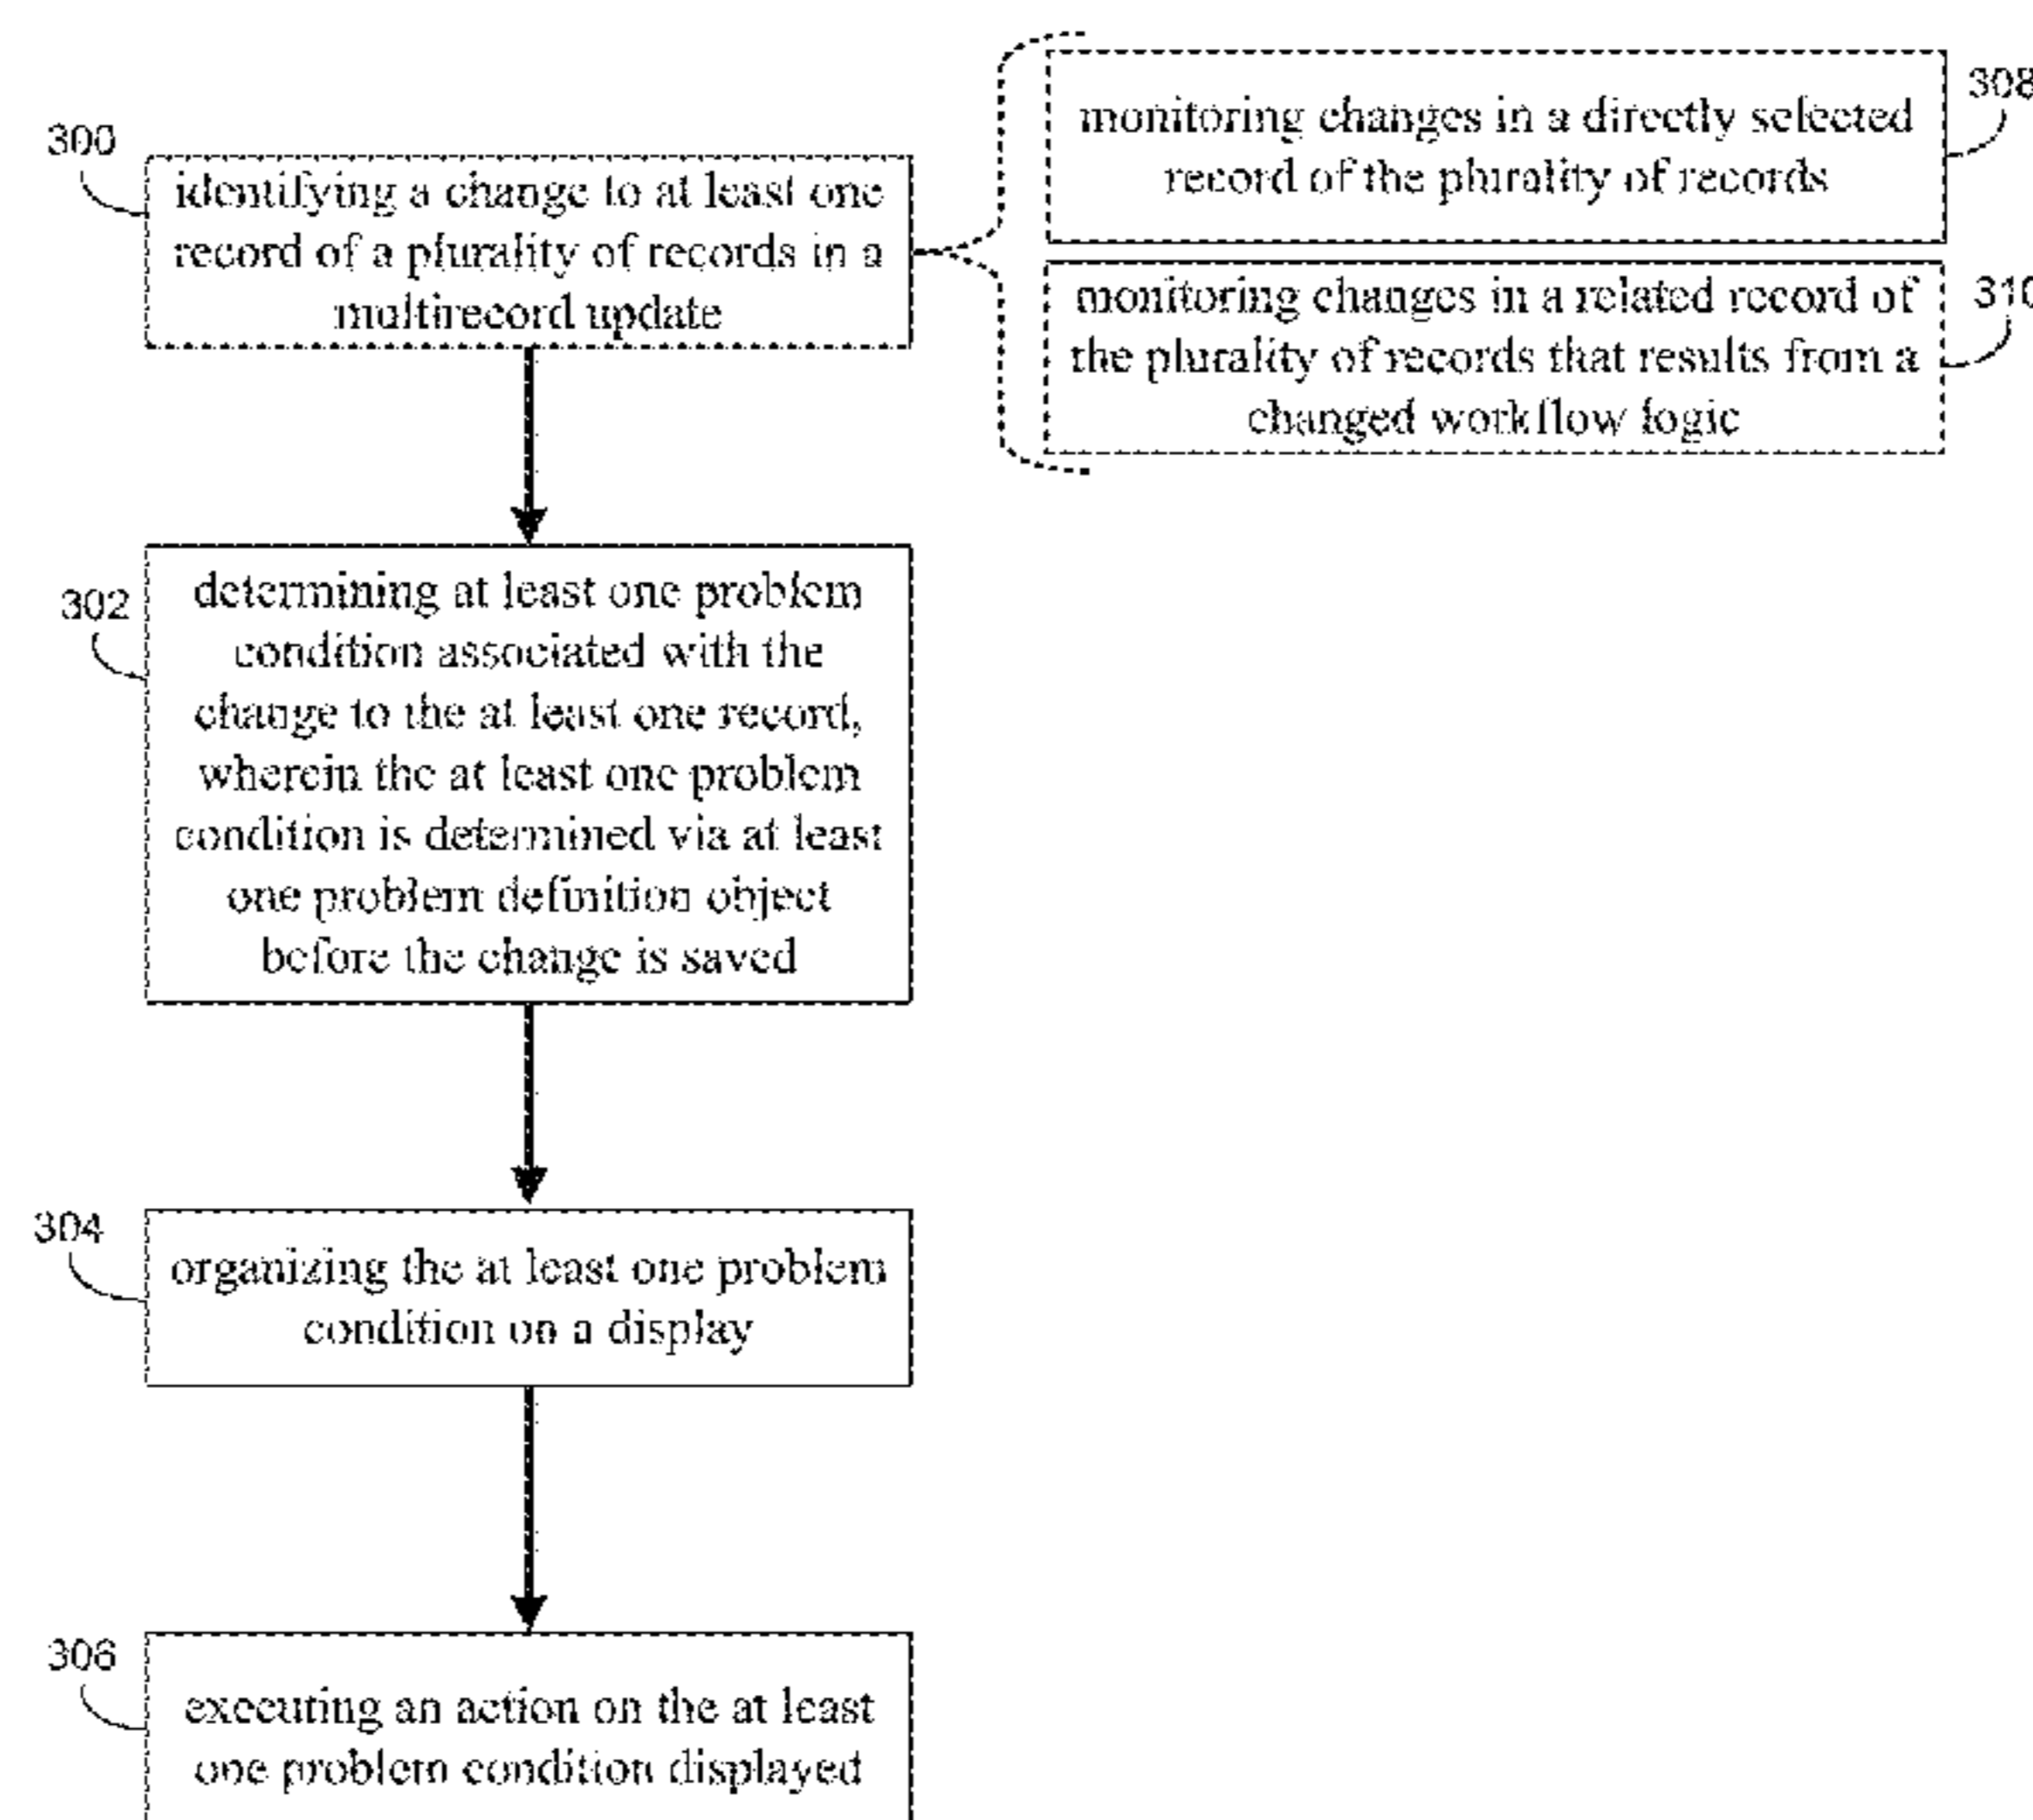 300
identifying a change to at least one
record of a plurality of records in a
multirecord update
308
monitoring changes in a directly selected
record of the plurality of records
310
monitoring changes in a related record of
the plurality of records that results from a
changed workflow logic
302
determining at least one problem
condition associated with the
change to the at least one record,
wherein the at least one problem
condition is determined via at least
one problem definition object
before the change is saved
304
organizing the at least one problem
condition on a display
306
executing an action on the at least
one problem condition displayed